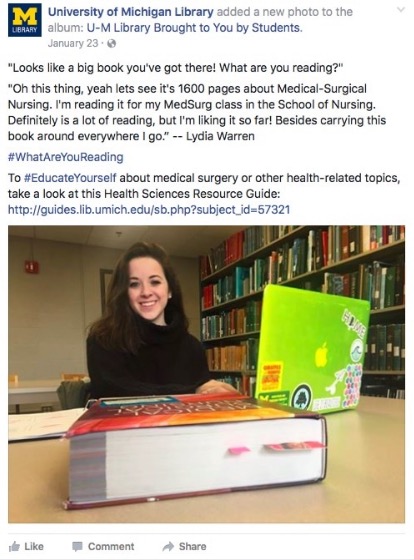 M
LIBRARY
University of Michigan Library added a new photo to the
album: U-M Library Brought to You by Students.
January 23 ·
"Looks like a big book you've got there! What are you reading?"
"Oh this thing, yeah lets see it's 1600 pages about Medical-Surgical
Nursing. I'm reading it for my MedSurg class in the School of Nursing.
Definitely is a lot of reading, but I'm liking it so far! Besides carrying this
book around everywhere I go." -- Lydia Warren
#WhatAreYouReading
To #EducateYourself about medical surgery or other health-related topics,
take a look at this Health Sciences Resource Guide:
http://guides.lib.umich.edu/sb.php?subject_id=57321
Like Comment Share